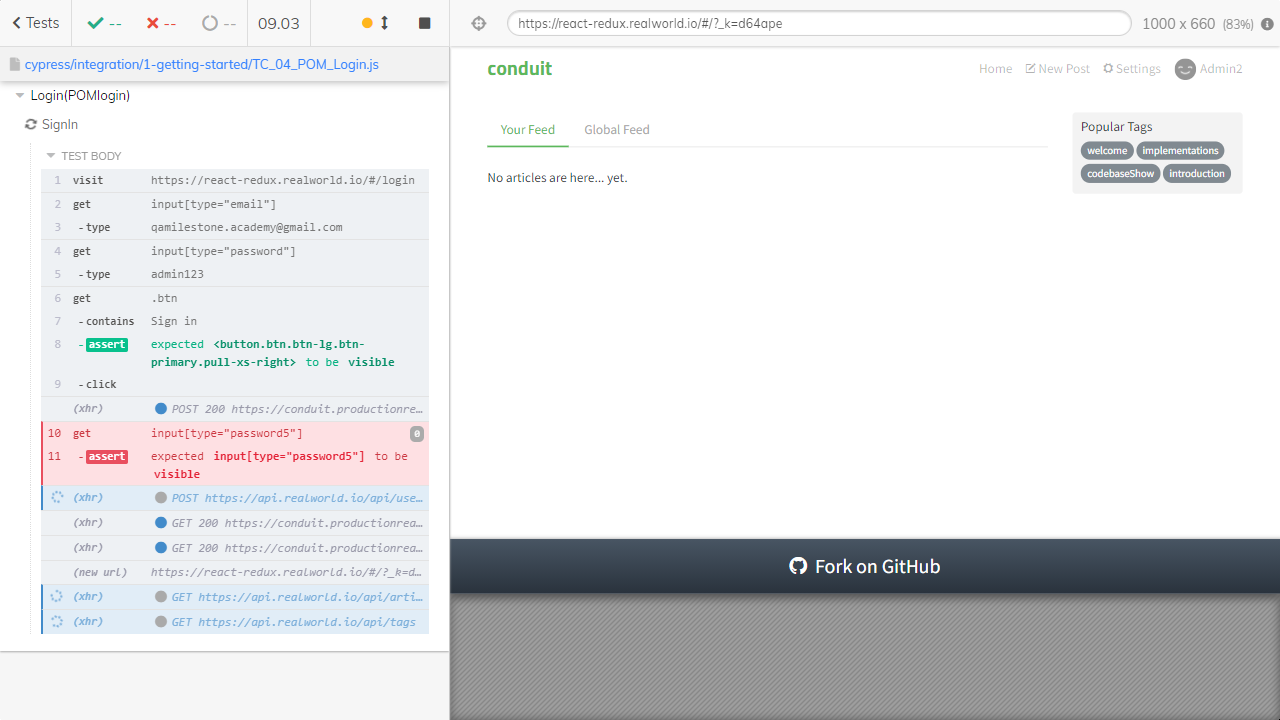 Tests
--
--
--
09.03
https://react-redux.realworld.io/#/?_k=d64ape
1000 x 660 (83%)
cypress/integration/1-getting-started/TC_04_POM_Login.js
Login(POMlogin)
SignIn
TEST BODY
1 visit https://react-redux.realworld.io/#/login
2 get input[type="email"]
3 -type qamilestone.academy@gmail.com
4 get input[type="password"]
5 -type admin123
6 get .btn
7 -contains Sign in
8 -assert expected <button.btn.btn-lg.btn-
primary.pull-xs-right> to be visible
9 -click
(xhr) POST 200 https://conduit.productionre…
10 get input[type="password5"] 0
11 -assert expected input[type="password5"] to be
visible
(xhr) POST https://api.realworld.io/api/use…
(xhr) GET 200 https://conduit.productionrea…
(xhr) GET 200 https://conduit.productionrea…
(new url) https://react-redux.realworld.io/#/?_k=d…
(xhr) GET https://api.realworld.io/api/arti…
(xhr) GET https://api.realworld.io/api/tags
conduit
Home New Post Settings Admin2
Your Feed Global Feed
No articles are here... yet.
Popular Tags
welcome implementations
codebaseShow introduction
Fork on GitHub